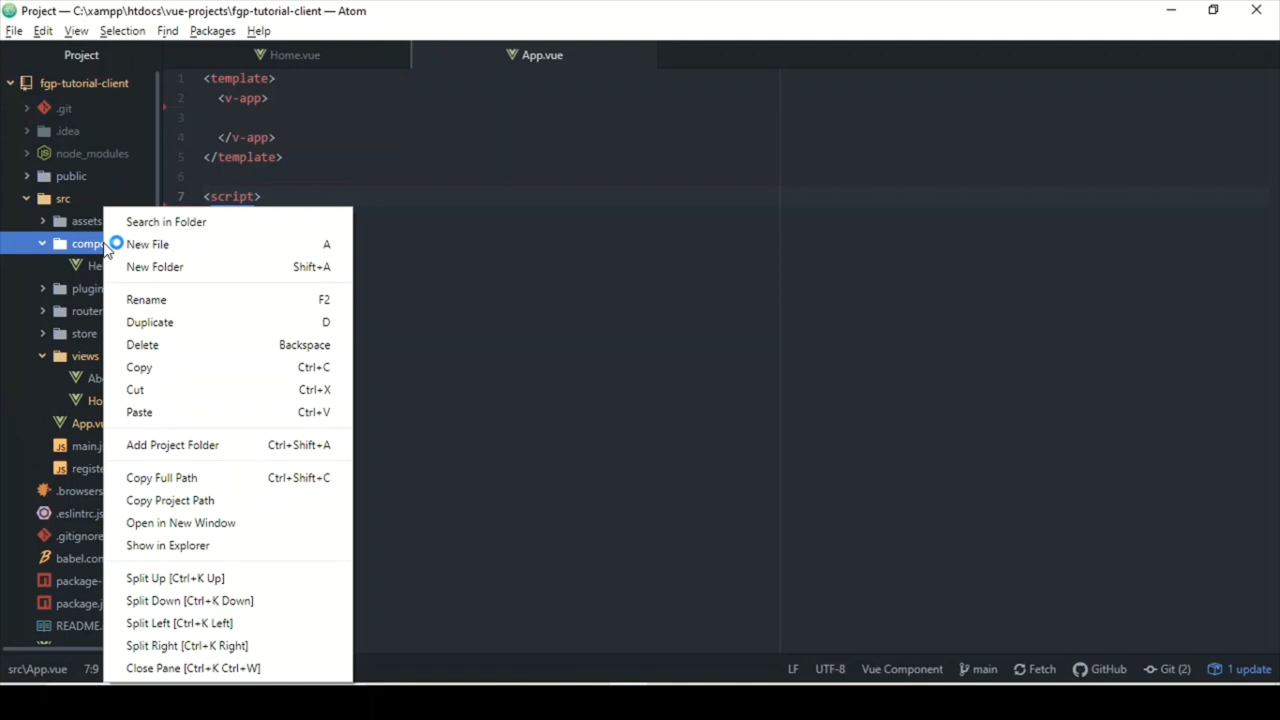 Project — C:\xampp\htdocs\vue-projects\fgp-tutorial-client — Atom
File Edit View Selection Find Packages Help
Project
Home.vue
App.vue
fgp-tutorial-client
.git
.idea
node_modules
public
src
assets
compo
He
plugin
router
store
views
Ab
Ho
App.vu
main.j
registe
.browsers
.eslintrc.js
.gitignore
babel.con
package-
package.j
README.
1 <template>
2 <v-app>
3
4 </v-app>
5 </template>
6
7 <script>
Search in Folder
New File A
New Folder Shift+A
Rename F2
Duplicate D
Delete Backspace
Copy Ctrl+C
Cut Ctrl+X
Paste Ctrl+V
Add Project Folder Ctrl+Shift+A
Copy Full Path Ctrl+Shift+C
Copy Project Path
Open in New Window
Show in Explorer
Split Up [Ctrl+K Up]
Split Down [Ctrl+K Down]
Split Left [Ctrl+K Left]
Split Right [Ctrl+K Right]
Close Pane [Ctrl+K Ctrl+W]
src\App.vue 7:9 LF UTF-8 Vue Component main Fetch GitHub Git (2) 1 update